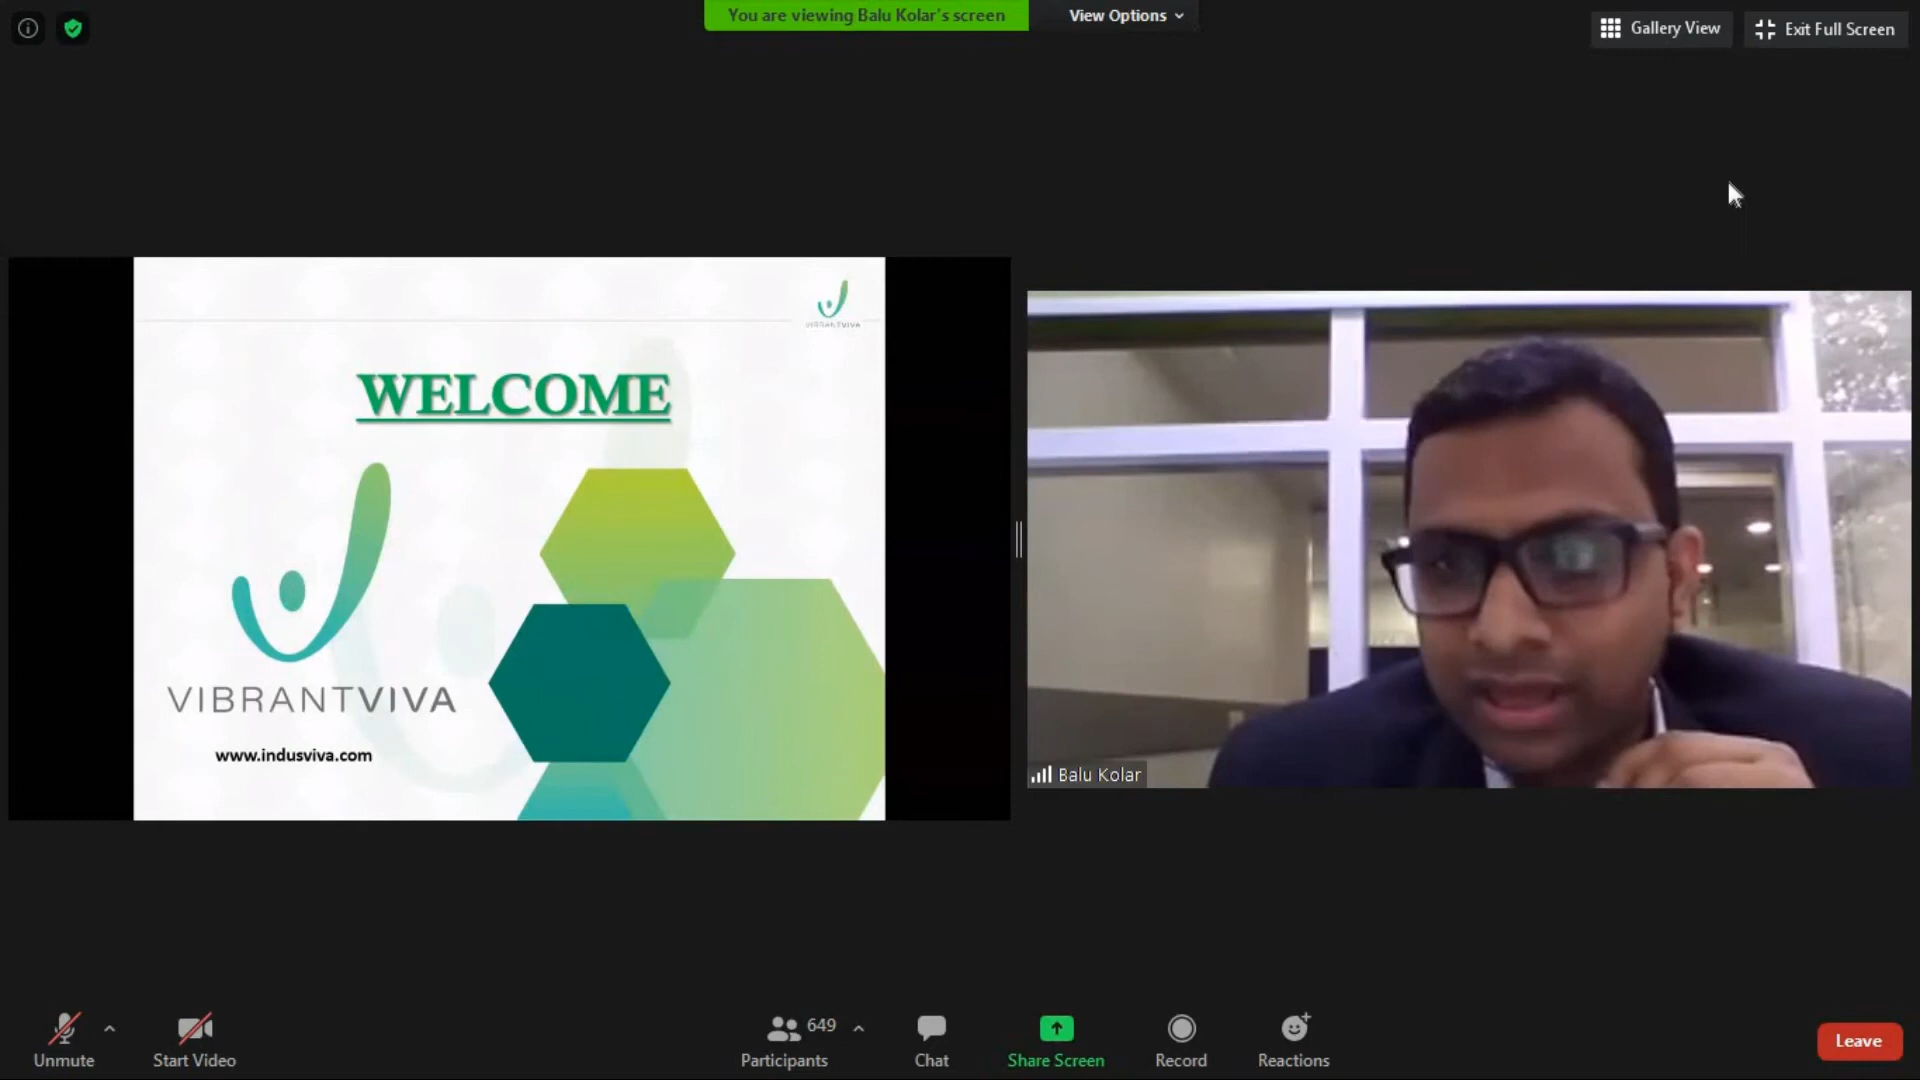 You are viewing Balu Kolar's screen
View Options
Gallery View
Exit Full Screen
VIBRANTVIVA
WELCOME
VIBRANTVIVA
www.indusviva.com
Balu Kolar
Unmute
Start Video
649
Participants
Chat
Share Screen
Record
Reactions
Leave